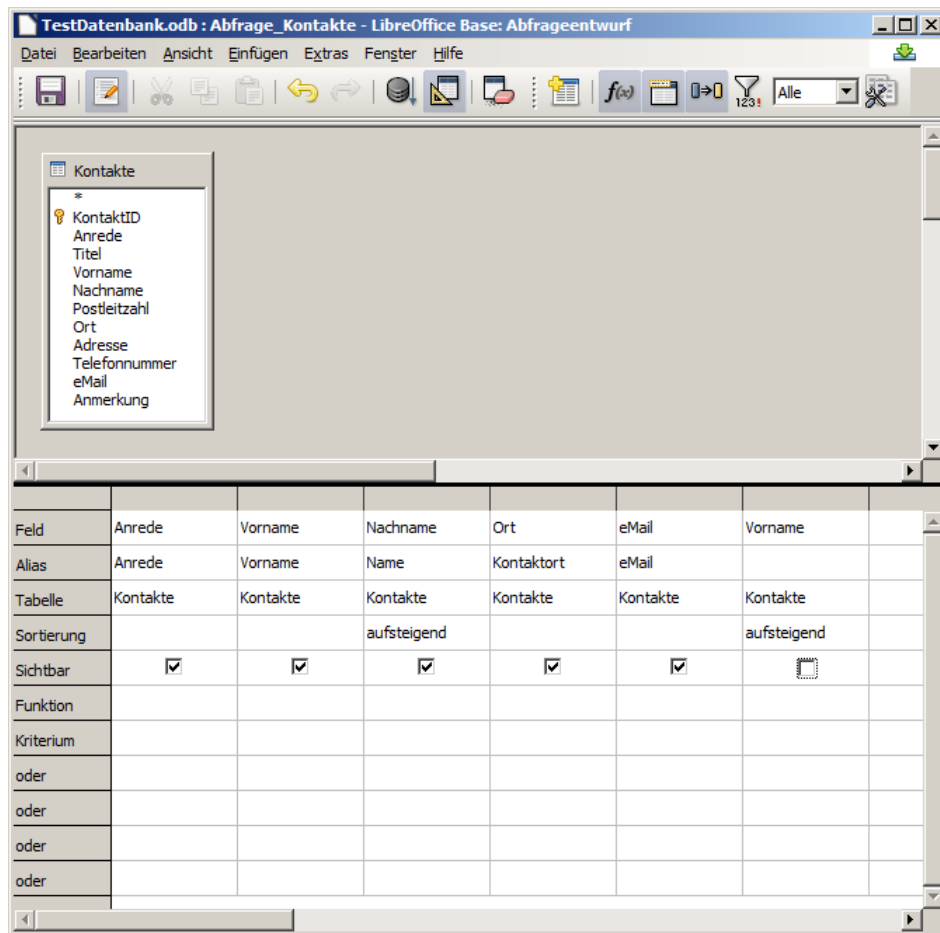 TestDatenbank.odb : Abfrage_Kontakte - LibreOffice Base: Abfrageentwurf
Datei Bearbeiten Ansicht Einfügen Extras Fenster Hilfe
f(x) 123! Alle
Kontakte
*
KontaktID
Anrede
Titel
Vorname
Nachname
Postleitzahl
Ort
Adresse
Telefonnummer
eMail
Anmerkung
Feld Anrede Vorname Nachname Ort eMail Vorname
Alias Anrede Vorname Name Kontaktort eMail
Tabelle Kontakte Kontakte Kontakte Kontakte Kontakte Kontakte
Sortierung aufsteigend aufsteigend
Sichtbar
Funktion
Kriterium
oder
oder
oder
oder